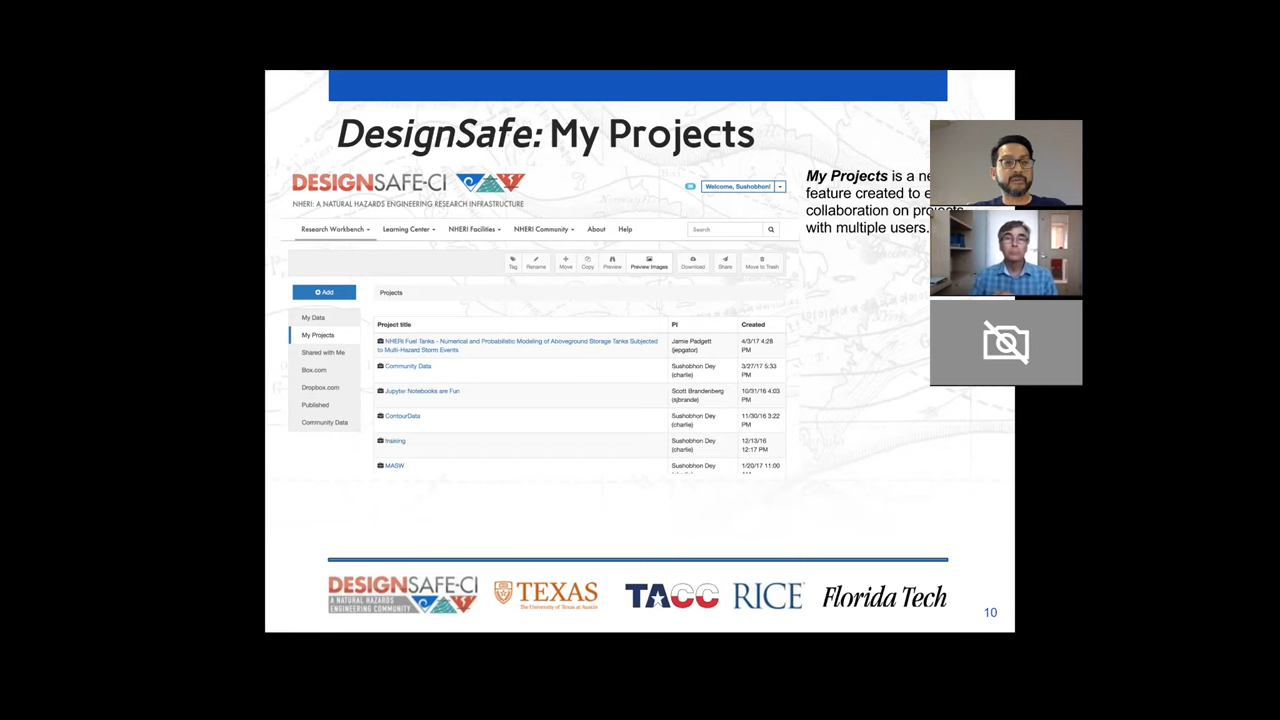 DesignSafe: My Projects
DESIGNSAFE-CI
NHERI: A NATURAL HAZARDS ENGINEERING RESEARCH INFRASTRUCTURE
Welcome, Sushobhon!
My Projects is a
feature created to
collaboration on projects
with multiple users.
Research Workbench Learning Center NHERI Facilities NHERI Community About Help Search
Tag Rename Move Copy Preview Preview Images Download Share Move to Trash
Add
Projects
My Data
My Projects
Shared with Me
Box.com
Dropbox.com
Published
Community Data
Project title PI Created
NHERI Fuel Tanks - Numerical and Probabilistic Modeling of Aboveground Storage Tanks Subjected Jamie Padgett 4/3/17 4:28
to Multi-Hazard Storm Events (jepgator) PM
Community Data Sushobhon Dey 3/27/17 5:33
(charlie) PM
Jupyter Notebooks are Fun Scott Brandenberg 10/31/16 4:03
(sjbrande) PM
ContourData Sushobhon Dey 11/30/16 3:22
(charlie) PM
training Sushobhon Dey 12/13/16
(charlie) 12:17 PM
MASW Sushobhon Dey 1/20/17 11:00
DESIGNSAFE-CI
A NATURAL HAZARDS
ENGINEERING COMMUNITY
TEXAS
The University of Texas at Austin
TACC
RICE
Florida Tech
10